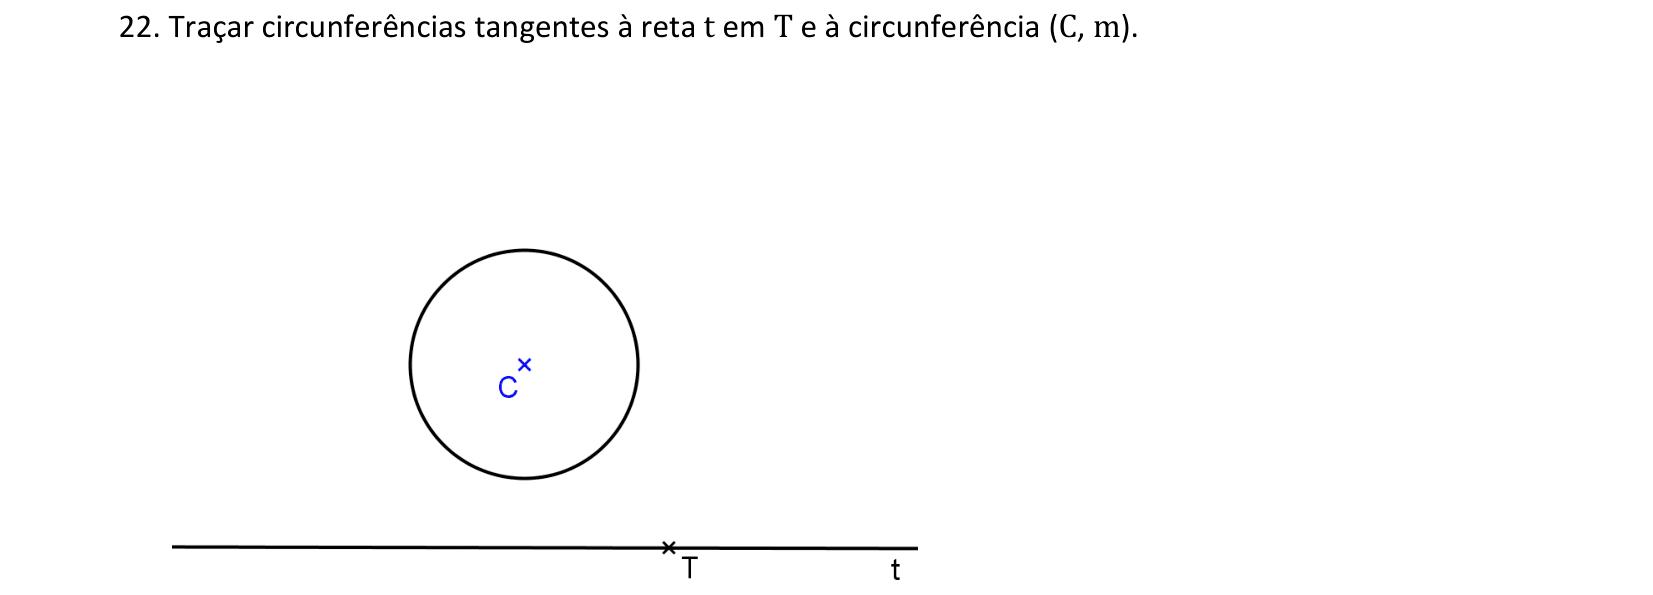 22. Traçar circunferências tangentes à reta t em T e à circunferência (C, m).
C
T
t